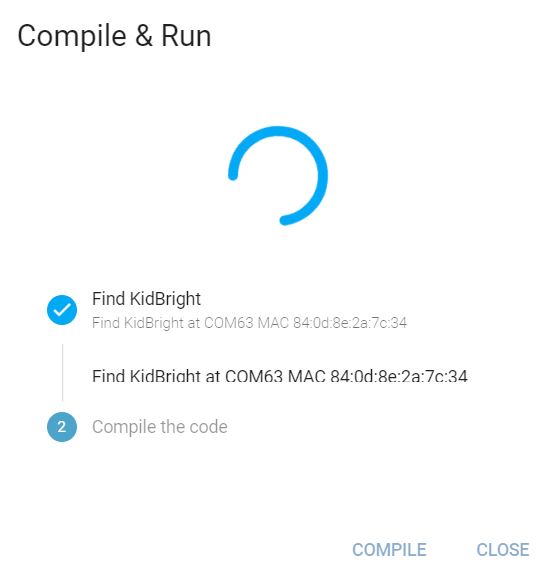 Compile & Run
Find KidBright
Find KidBright at COM63 MAC 84:0d:8e:2a:7c:34
Find KidBright at COM63 MAC 84:0d:8e:2a:7c:34
2
Compile the code
COMPILE
CLOSE